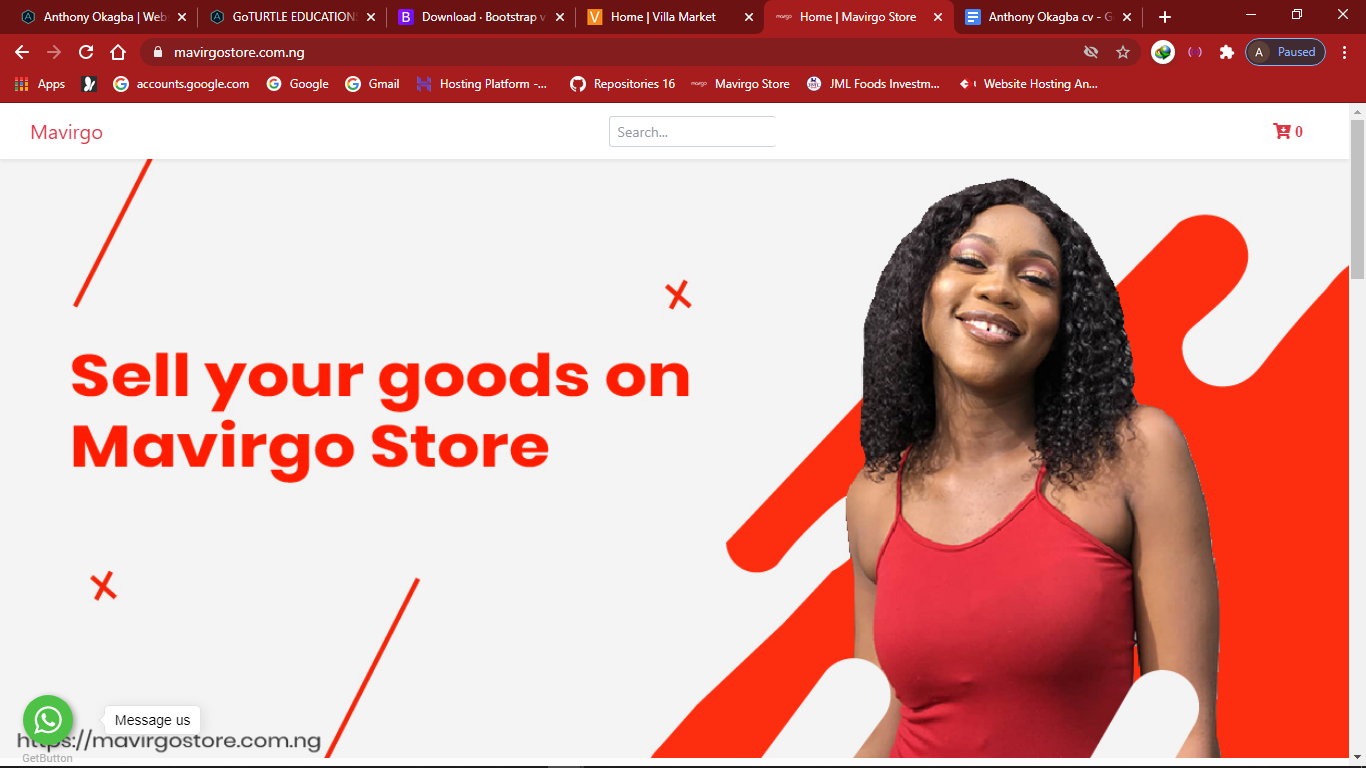 Anthony Okagba | Web
GoTURTLE EDUCATION
Download · Bootstrap v
Home | Villa Market
Home | Mavirgo Store
Anthony Okagba cv - G
mavirgostore.com.ng
A Paused
Apps
accounts.google.com
Google
Gmail
Hosting Platform -...
Repositories 16
Mavirgo Store
JML Foods Investm...
Website Hosting An...
Mavirgo
Search...
0
Sell your goods on
Mavirgo Store
Message us
https://mavirgostore.com.ng
GetButton